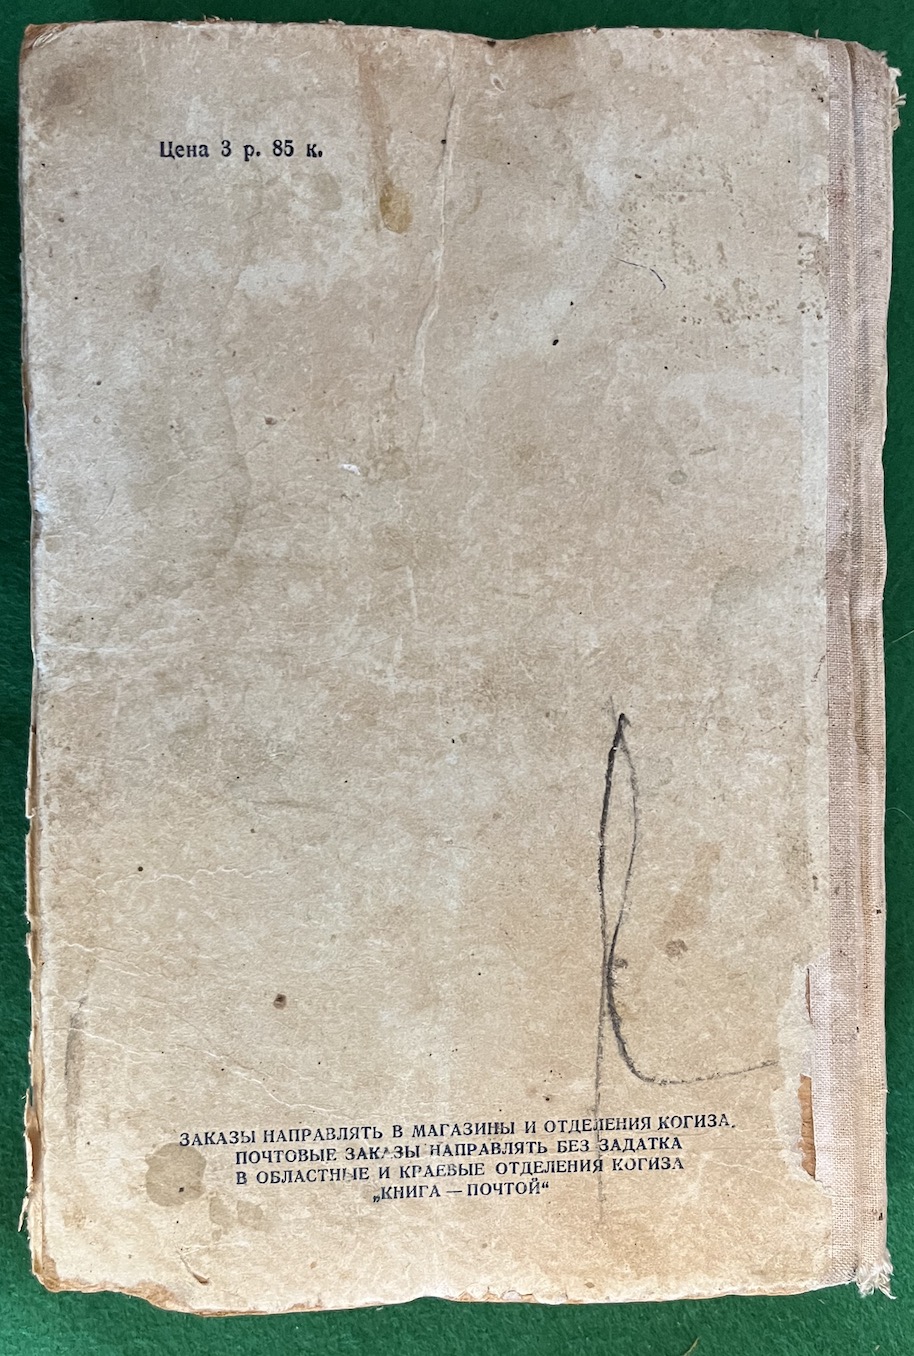 Цена 3 р. 85 к.
ЗАКАЗЫ НАПРАВЛЯТЬ В МАГАЗИНЫ И ОТДЕЛЕНИЯ КОГИЗА.
ПОЧТОВЫЕ ЗАКАЗЫ НАПРАВЛЯТЬ БЕЗ ЗАДАТКА
В ОБЛАСТНЫЕ И КРАЕВЫЕ ОТДЕЛЕНИЯ КОГИЗА
„КНИГА — ПОЧТОЙ“